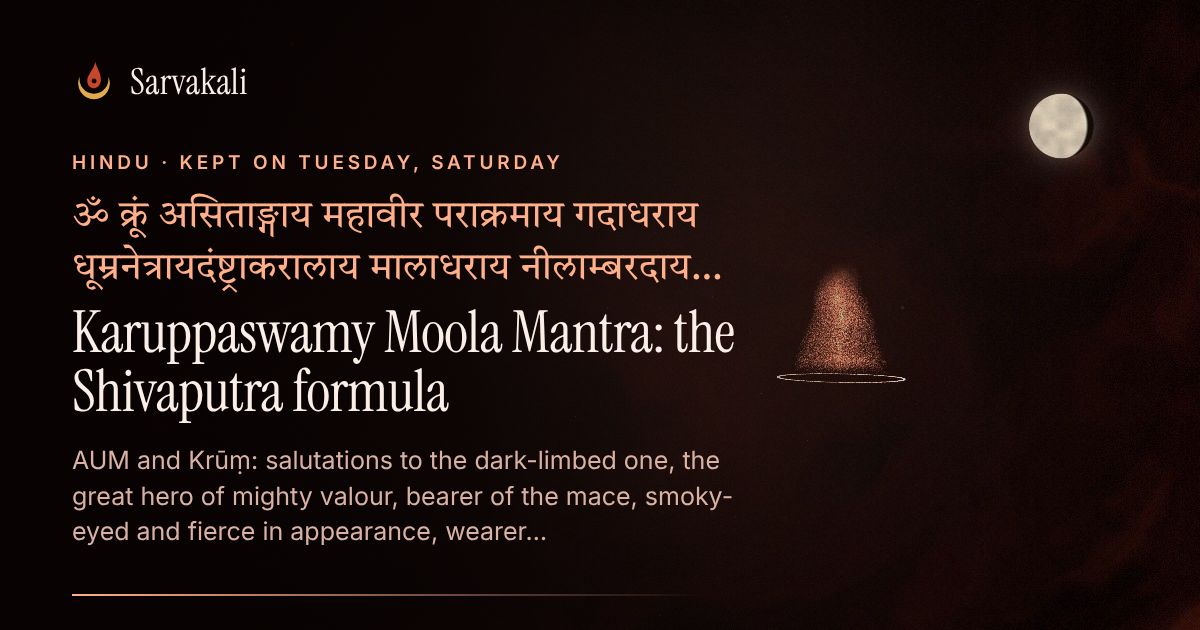 Sarvakali
HINDU · KEPT ON TUESDAY, SATURDAY
ॐ क्रूं असिताङ्गाय महावीर पराक्रमाय गदाधराय
धूम्रनेत्रायदंष्ट्राकरालाय मालाधराय नीलाम्बरदाय...
Karuppaswamy Moola Mantra: the
Shivaputra formula
AUM and Krūṃ: salutations to the dark-limbed one, the
great hero of mighty valour, bearer of the mace, smoky-
eyed and fierce in appearance, wearer...